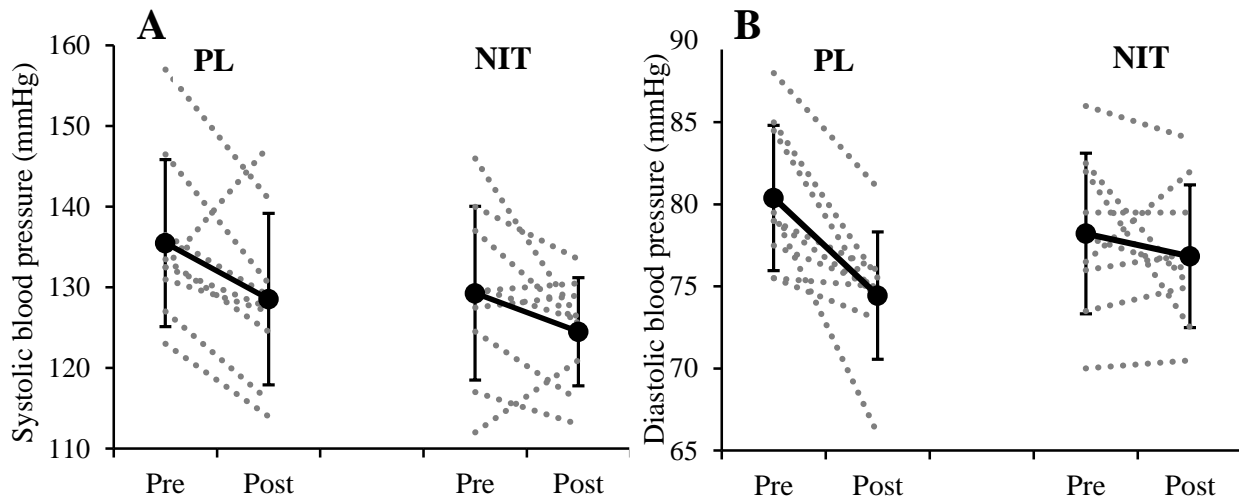 A
PL
NIT
Systolic blood pressure (mmHg)
160
150
140
130
120
110
Pre
Post
Pre
Post
B
PL
NIT
Diastolic blood pressure (mmHg)
90
85
80
75
70
65
Pre
Post
Pre
Post